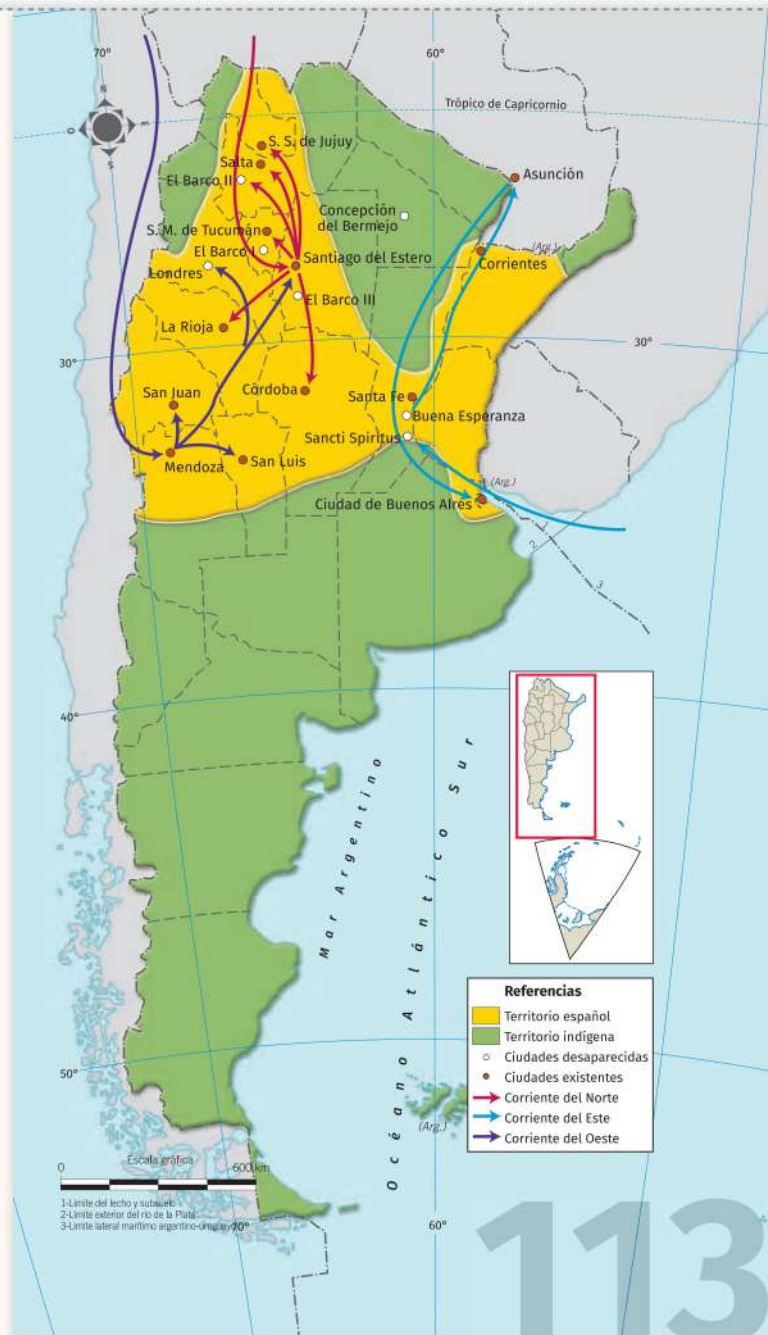 70°
60°
N
O
E
S
Trópico de Capricornio
S. S. de Jujuy
Salta
El Barco II
Asunción
Concepción
del Bermejo
S. M. de Tucumán
El Barco I
(Arg.)
Londres
Santiago del Estero
Corrientes
El Barco III
La Rioja
30°
30°
San Juan
Córdoba
Santa Fe
Buena Esperanza
Sancti Spiritus
Mendoza
San Luis
(Arg.)
Ciudad de Buenos Aires
1
2
3
40°
Mar Argentino
Océano Atlántico Sur
Referencias
Territorio español
Territorio indígena
Ciudades desaparecidas
Ciudades existentes
Corriente del Norte
Corriente del Este
Corriente del Oeste
50°
(Arg.)
Escala gráfica
0
600 km
1-Límite del lecho y subsuelo
2-Límite exterior del río de la Plata
3-Límite lateral marítimo argentino-uruguayo
70°
60°
113